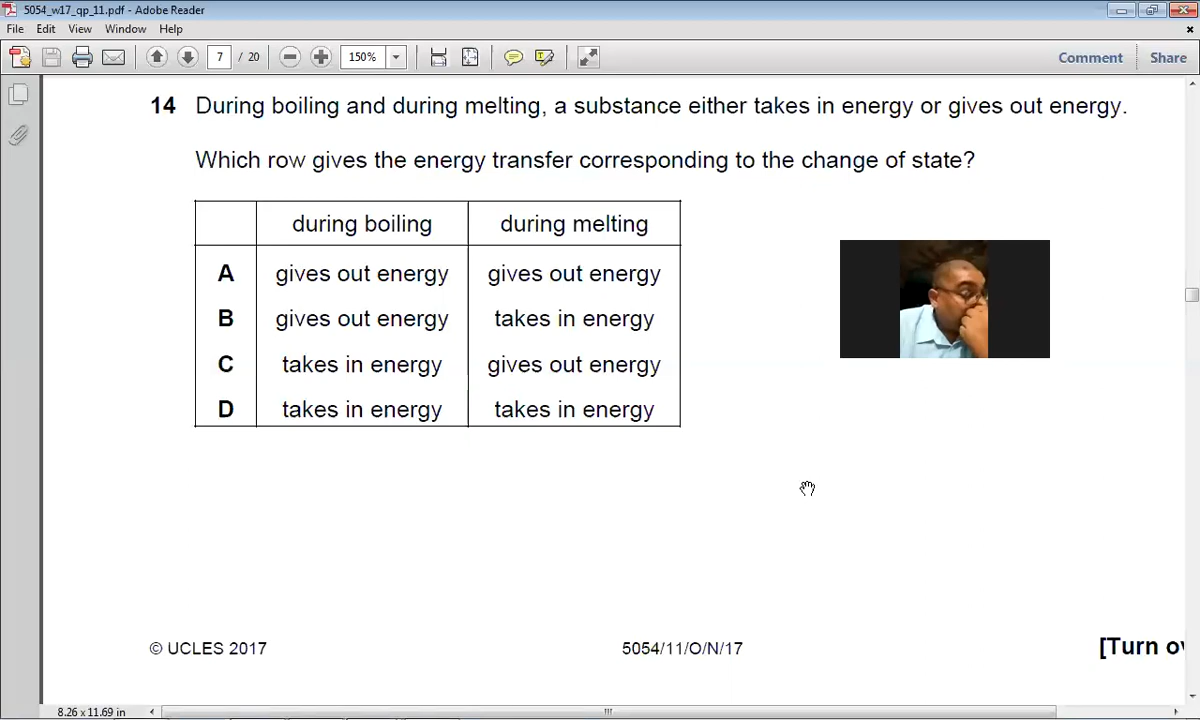 5054_w17_qp_11.pdf - Adobe Reader
File Edit View Window Help
7 / 20 150% Comment Share
14 During boiling and during melting, a substance either takes in energy or gives out energy.
Which row gives the energy transfer corresponding to the change of state?
during boiling during melting
A gives out energy gives out energy
B gives out energy takes in energy
C takes in energy gives out energy
D takes in energy takes in energy
© UCLES 2017 5054/11/O/N/17 [Turn ov
8.26 x 11.69 in